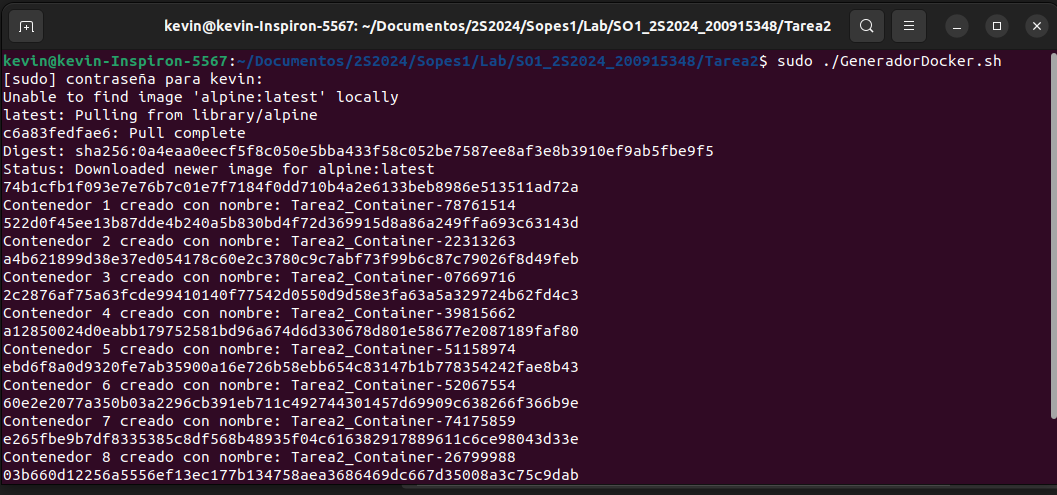 kevin@kevin-Inspiron-5567: ~/Documentos/2S2024/Sopes1/Lab/SO1_2S2024_200915348/Tarea2
kevin@kevin-Inspiron-5567:~/Documentos/2S2024/Sopes1/Lab/SO1_2S2024_200915348/Tarea2$ sudo ./GeneradorDocker.sh
[sudo] contraseña para kevin:
Unable to find image 'alpine:latest' locally
latest: Pulling from library/alpine
c6a83fedfae6: Pull complete
Digest: sha256:0a4eaa0eecf5f8c050e5bba433f58c052be7587ee8af3e8b3910ef9ab5fbe9f5
Status: Downloaded newer image for alpine:latest
74b1cfb1f093e7e76b7c01e7f7184f0dd710b4a2e6133beb8986e513511ad72a
Contenedor 1 creado con nombre: Tarea2_Container-78761514
522d0f45ee13b87dde4b240a5b830bd4f72d369915d8a86a249ffa693c63143d
Contenedor 2 creado con nombre: Tarea2_Container-22313263
a4b621899d38e37ed054178c60e2c3780c9c7abf73f99b6c87c79026f8d49feb
Contenedor 3 creado con nombre: Tarea2_Container-07669716
2c2876af75a63fcde99410140f77542d0550d9d58e3fa63a5a329724b62fd4c3
Contenedor 4 creado con nombre: Tarea2_Container-39815662
a12850024d0eabb179752581bd96a674d6d330678d801e58677e2087189faf80
Contenedor 5 creado con nombre: Tarea2_Container-51158974
ebd6f8a0d9320fe7ab35900a16e726b58ebb654c83147b1b778354242fae8b43
Contenedor 6 creado con nombre: Tarea2_Container-52067554
60e2e2077a350b03a2296cb391eb711c492744301457d69909c638266f366b9e
Contenedor 7 creado con nombre: Tarea2_Container-74175859
e265fbe9b7df8335385c8df568b48935f04c616382917889611c6ce98043d33e
Contenedor 8 creado con nombre: Tarea2_Container-26799988
03b660d12256a5556ef13ec177b134758aea3686469dc667d35008a3c75c9dab